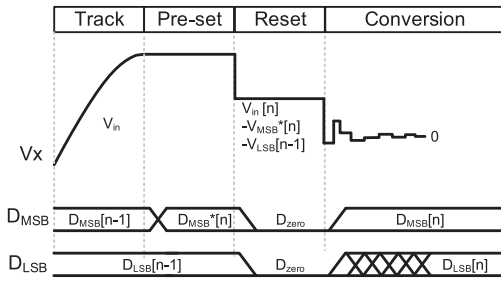 Track Pre-set Reset Conversion
V_in
V_in [n]
-V_MSB*[n]
-V_LSB[n-1]
0
Vx
D_MSB D_MSB[n-1] D_MSB*[n] D_zero D_MSB[n]
D_LSB D_LSB[n-1] D_zero D_LSB[n]